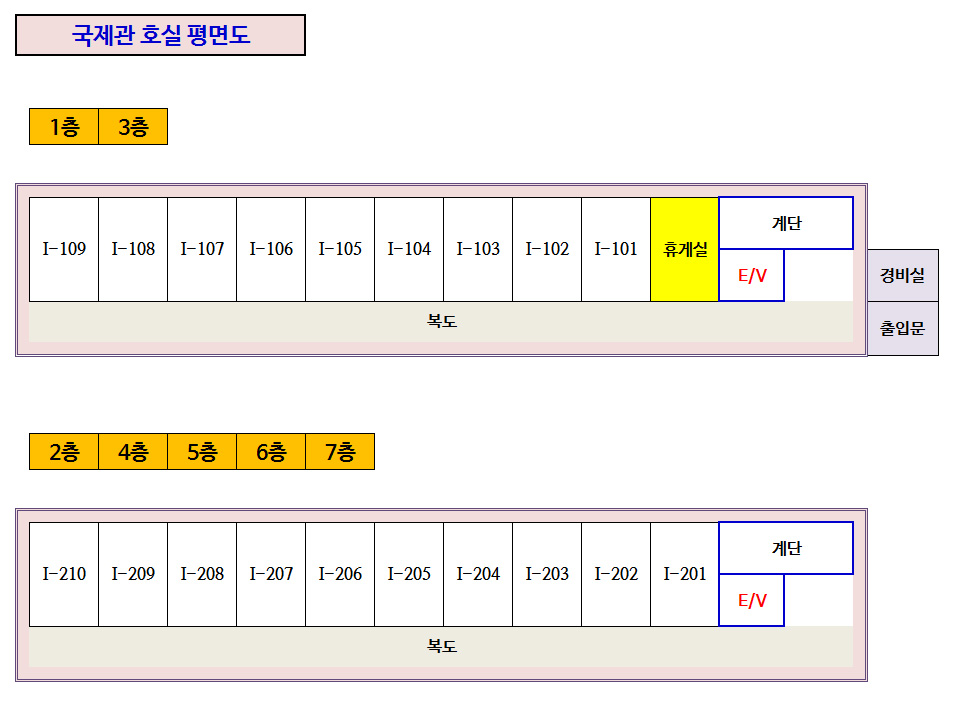 국제관 호실 평면도
1층 3층
I-109 I-108 I-107 I-106 I-105 I-104 I-103 I-102 I-101 휴게실 계단
E/V
경비실
복도
출입문
2층 4층 5층 6층 7층
I-210 I-209 I-208 I-207 I-206 I-205 I-204 I-203 I-202 I-201 계단
E/V
복도